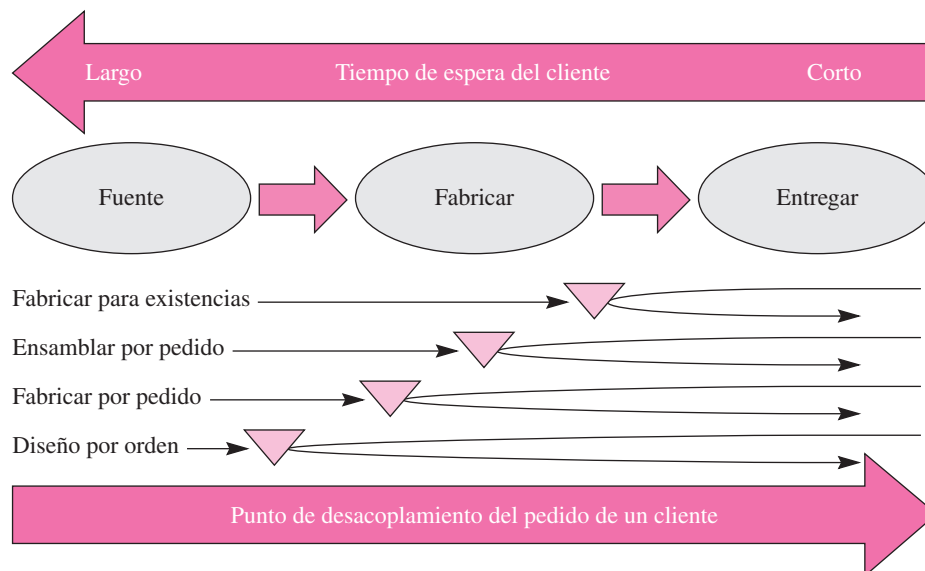 Largo Tiempo de espera del cliente Corto
Fuente Fabricar Entregar
Fabricar para existencias
Ensamblar por pedido
Fabricar por pedido
Diseño por orden
Punto de desacoplamiento del pedido de un cliente